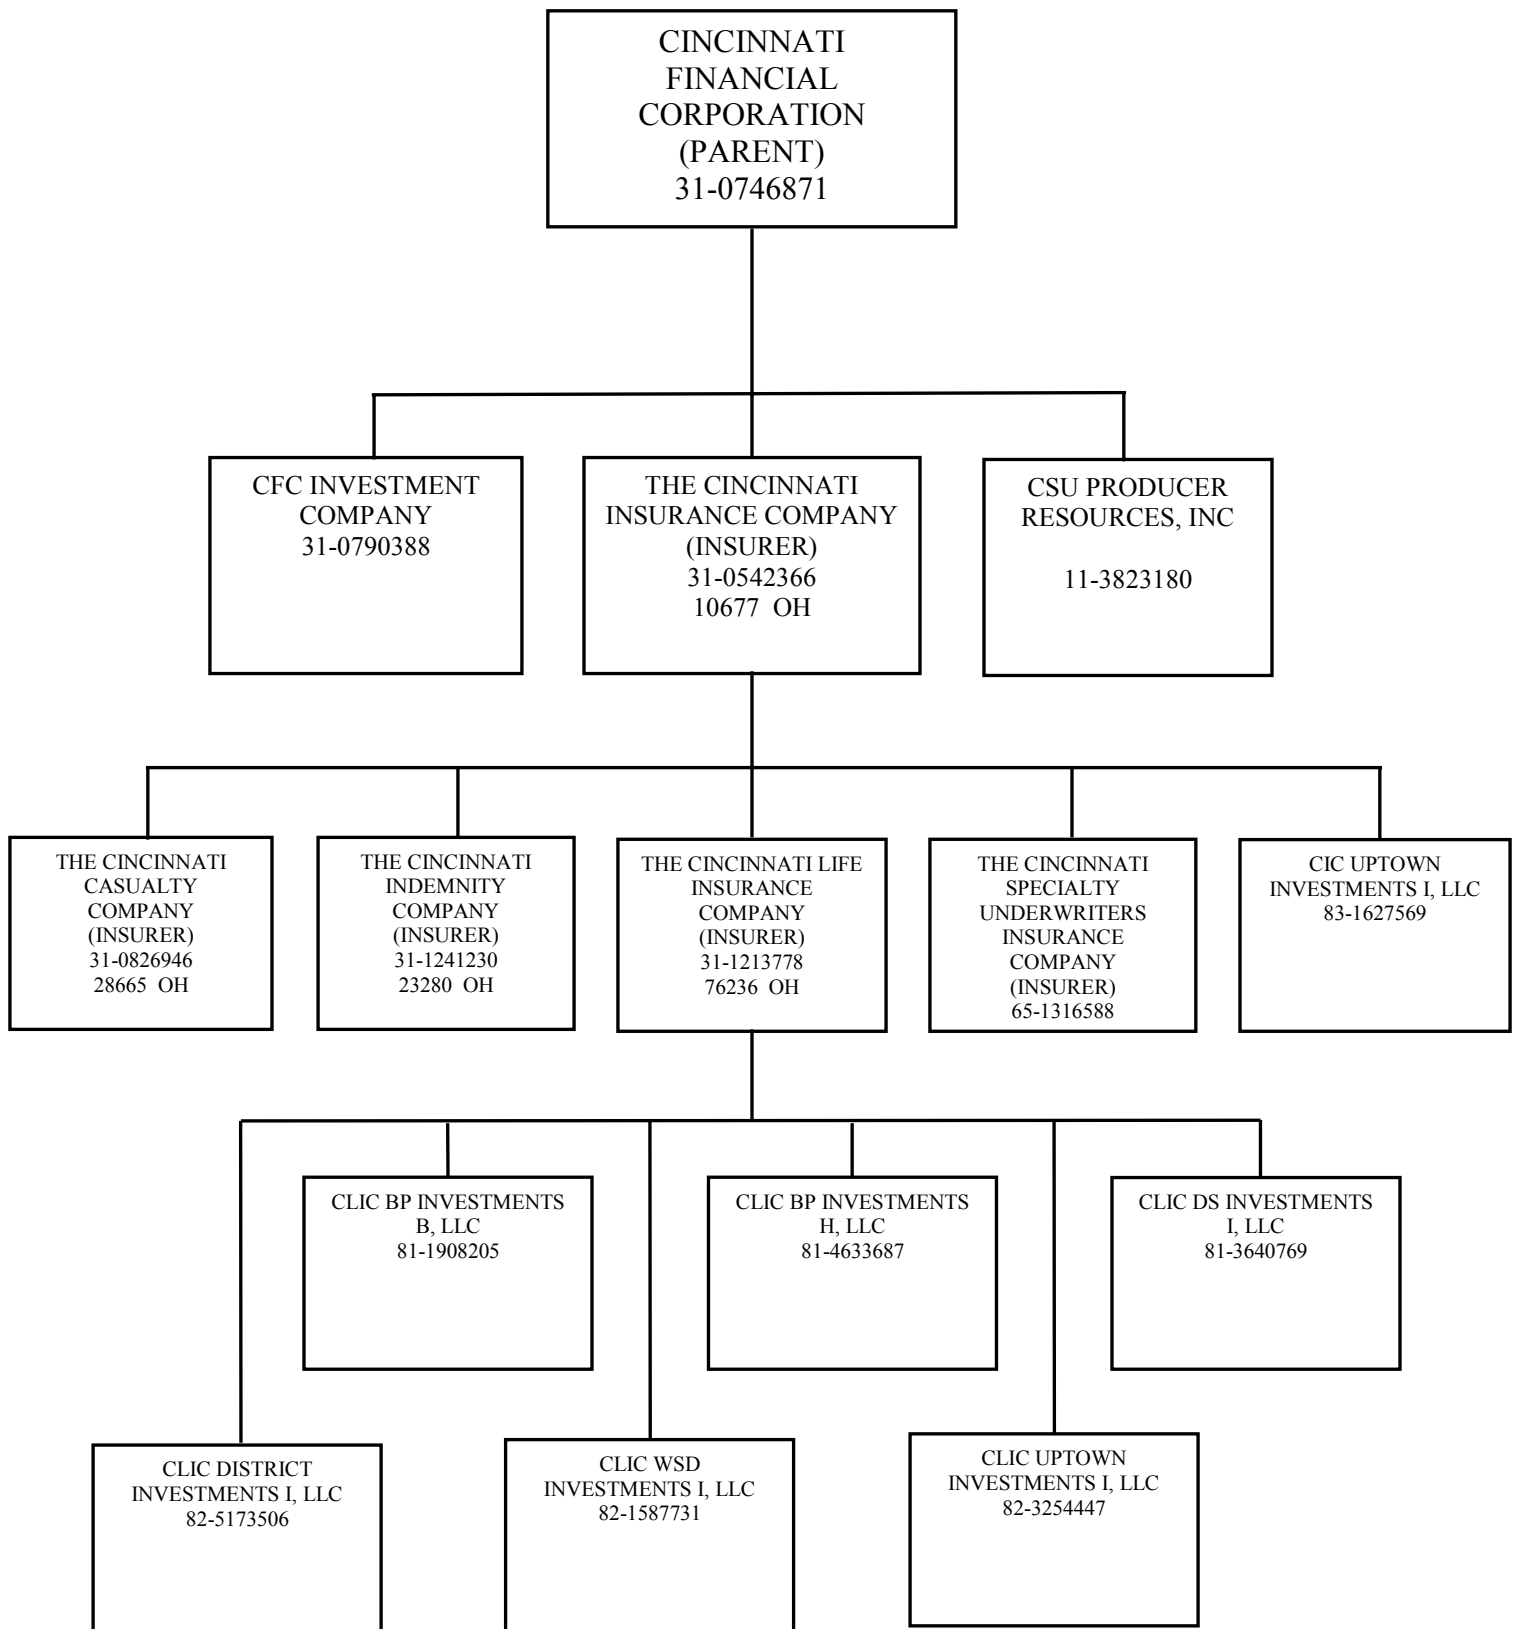 CINCINNATI
FINANCIAL
CORPORATION
(PARENT)
31-0746871
CFC INVESTMENT
COMPANY
31-0790388
THE CINCINNATI
INSURANCE COMPANY
(INSURER)
31-0542366
10677 OH
CSU PRODUCER
RESOURCES, INC
11-3823180
THE CINCINNATI
CASUALTY
COMPANY
(INSURER)
31-0826946
28665 OH
THE CINCINNATI
INDEMNITY
COMPANY
(INSURER)
31-1241230
23280 OH
THE CINCINNATI LIFE
INSURANCE
COMPANY
(INSURER)
31-1213778
76236 OH
THE CINCINNATI
SPECIALTY
UNDERWRITERS
INSURANCE
COMPANY
(INSURER)
65-1316588
CIC UPTOWN
INVESTMENTS I, LLC
83-1627569
CLIC BP INVESTMENTS
B, LLC
81-1908205
CLIC BP INVESTMENTS
H, LLC
81-4633687
CLIC DS INVESTMENTS
I, LLC
81-3640769
CLIC DISTRICT
INVESTMENTS I, LLC
82-5173506
CLIC WSD
INVESTMENTS I, LLC
82-1587731
CLIC UPTOWN
INVESTMENTS I, LLC
82-3254447